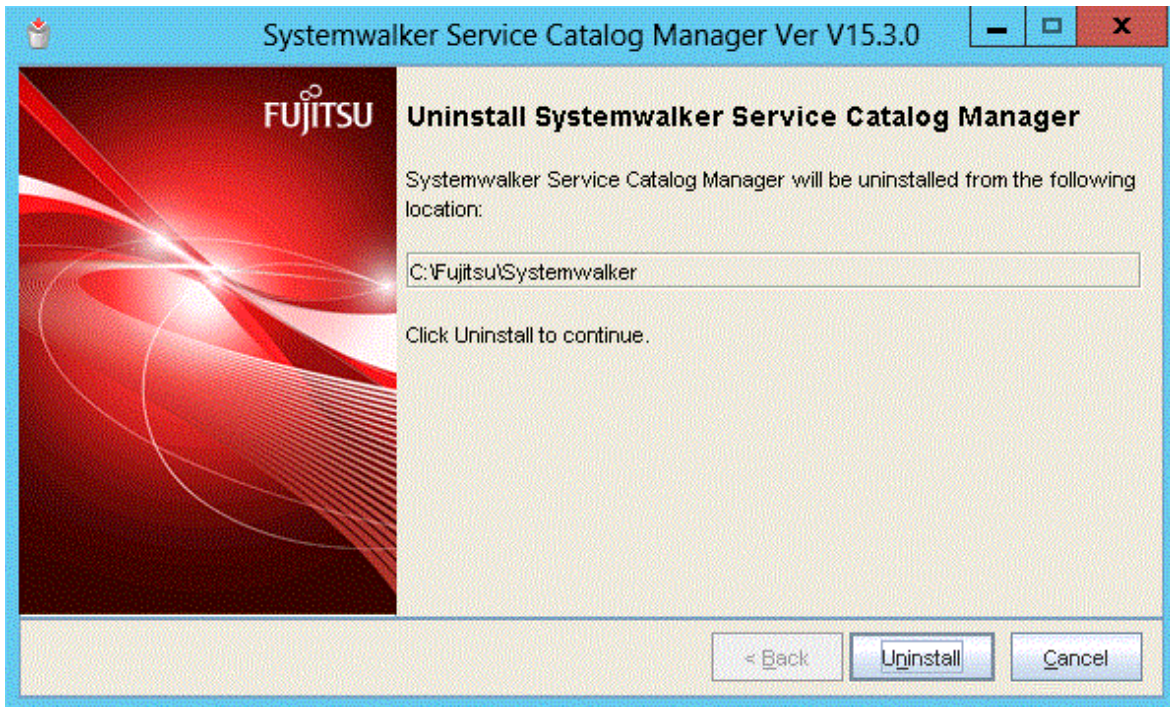 Systemwalker Service Catalog Manager Ver V15.3.0
FUJITSU
Uninstall Systemwalker Service Catalog Manager
Systemwalker Service Catalog Manager will be uninstalled from the following
location:
C:\Fujitsu\Systemwalker
Click Uninstall to continue.
< Back
Uninstall
Cancel